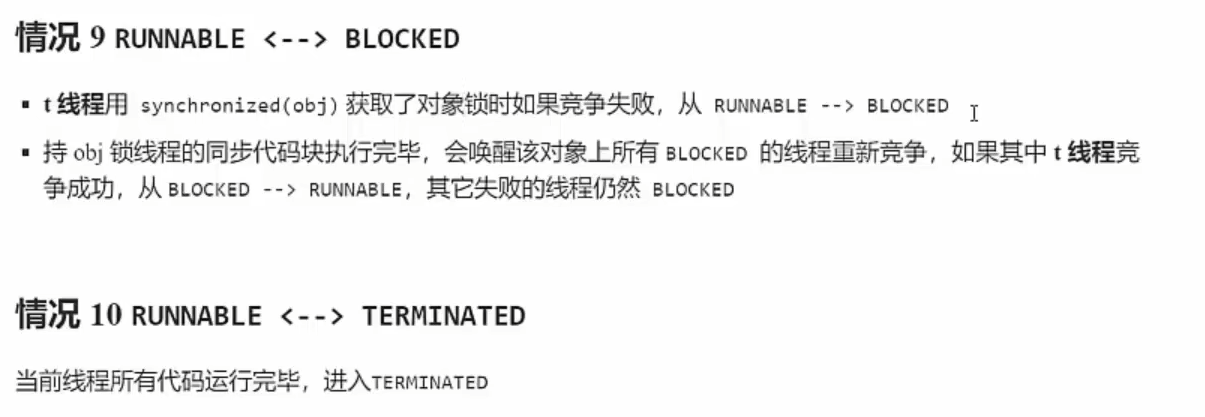 情况 9 RUNNABLE <--> BLOCKED
▪ t 线程用 synchronized(obj) 获取了对象锁时如果竞争失败，从 RUNNABLE --> BLOCKED
▪ 持 obj 锁线程的同步代码块执行完毕，会唤醒该对象上所有 BLOCKED 的线程重新竞争，如果其中 t 线程竞
争成功，从 BLOCKED --> RUNNABLE，其它失败的线程仍然 BLOCKED
情况 10 RUNNABLE <--> TERMINATED
当前线程所有代码运行完毕，进入TERMINATED